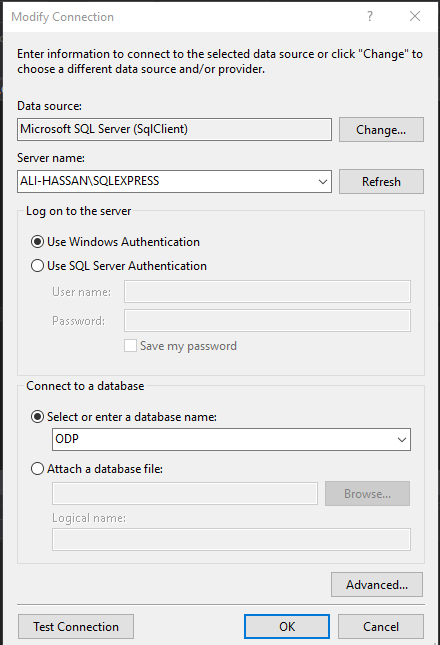 Modify Connection
?
Enter information to connect to the selected data source or click "Change" to
choose a different data source and/or provider.
Data source:
Microsoft SQL Server (SqlClient)
Change...
Server name:
ALI-HASSAN\SQLEXPRESS
Refresh
Log on to the server
Use Windows Authentication
Use SQL Server Authentication
User name:
Password:
Save my password
Connect to a database
Select or enter a database name:
ODP
Attach a database file:
Browse...
Logical name:
Advanced...
Test Connection
OK
Cancel